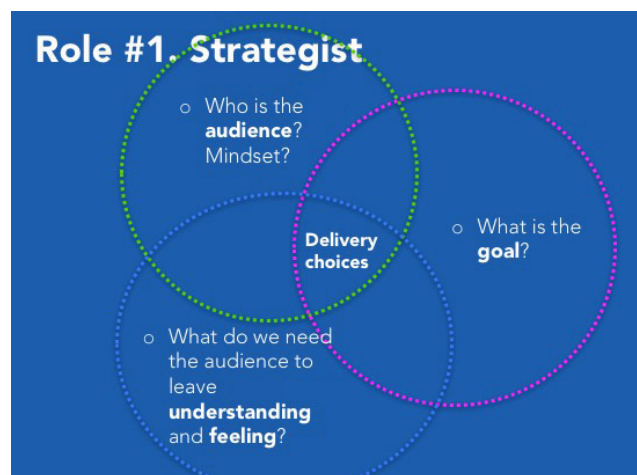 Role #1. Strategist
○ Who is the
audience?
Mindset?
Delivery
choices
○ What is the
goal?
○ What do we need
the audience to
leave
understanding
and feeling?